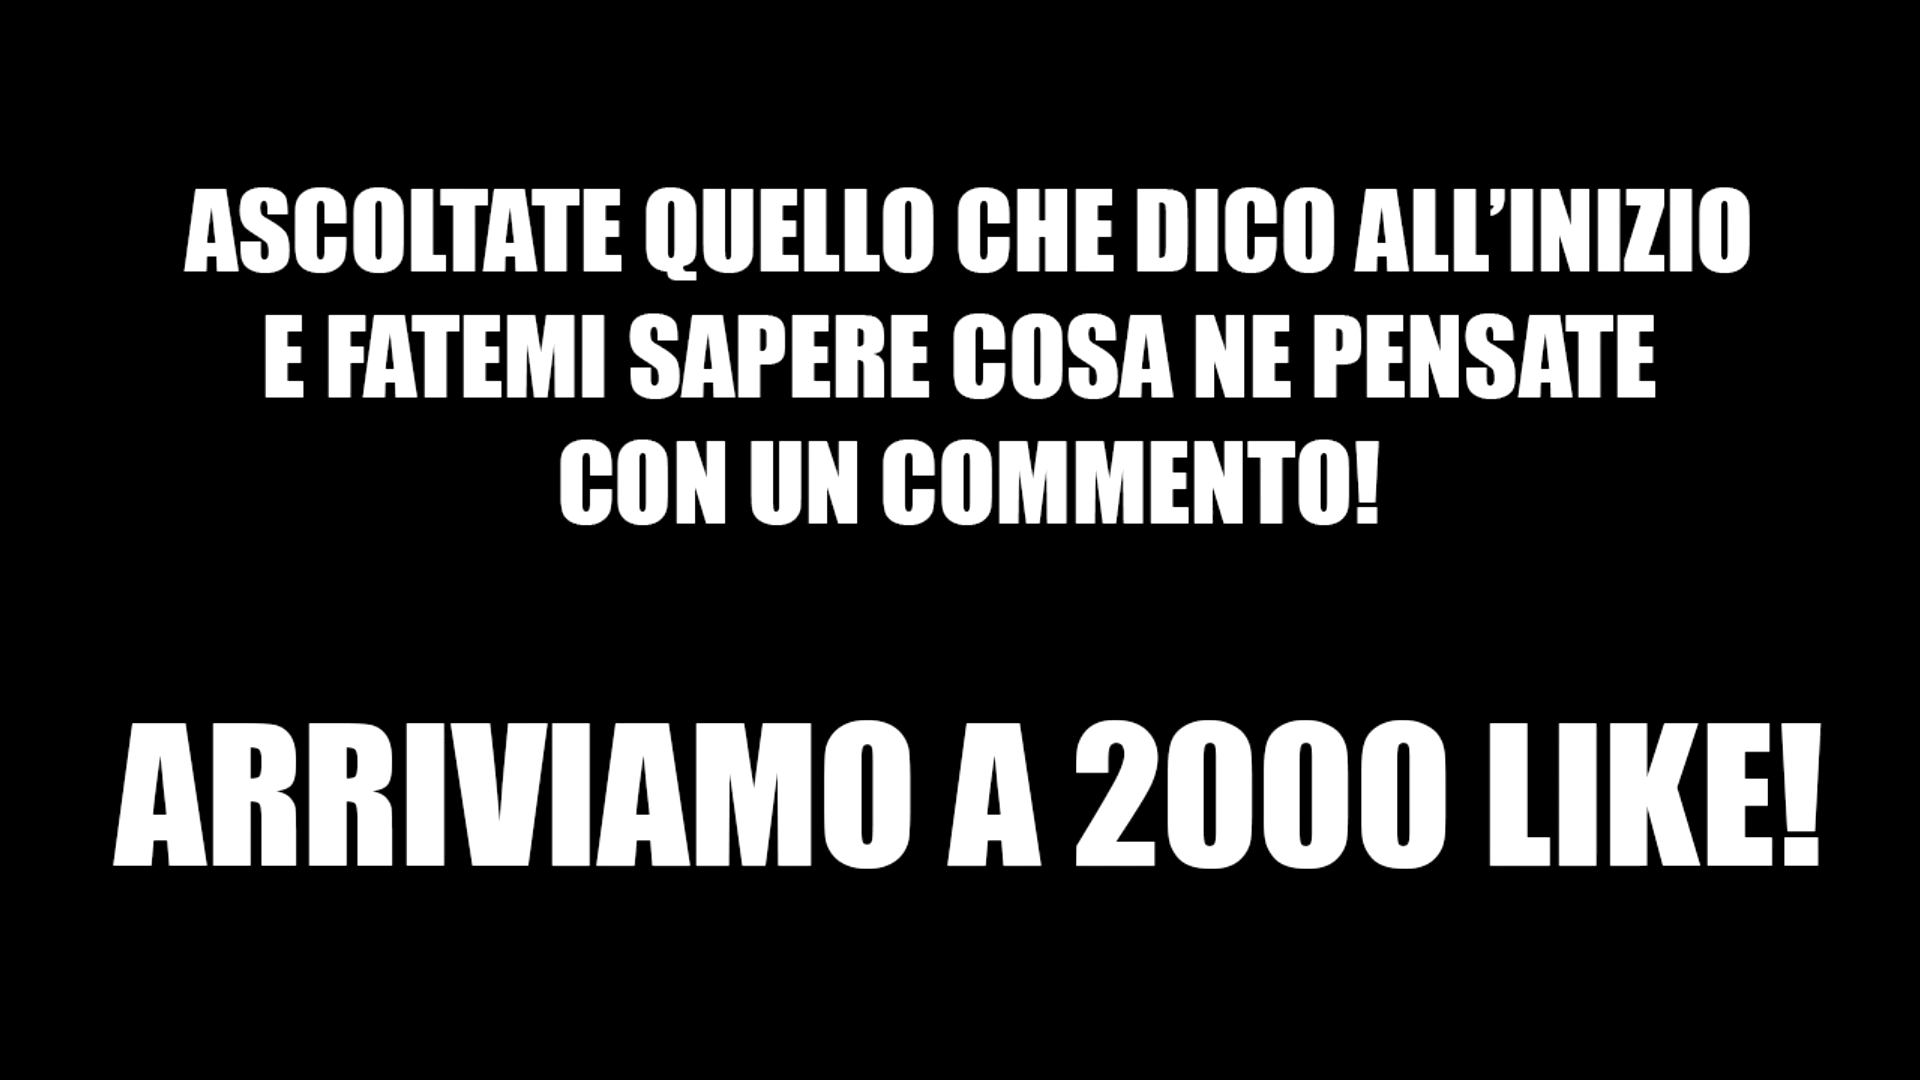 ASCOLTATE QUELLO CHE DICO ALL’INIZIO
E FATEMI SAPERE COSA NE PENSATE
CON UN COMMENTO!
ARRIVIAMO A 2000 LIKE!